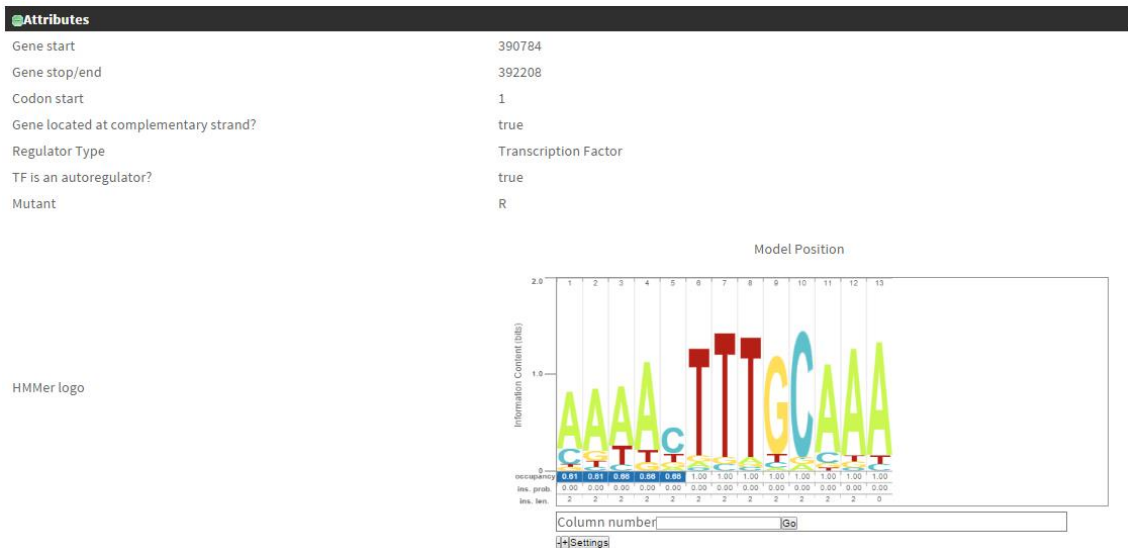 Attributes
Gene start 390784
Gene stop/end 392208
Codon start 1
Gene located at complementary strand? true
Regulator Type Transcription Factor
TF is an autoregulator? true
Mutant R
Model Position
HMMer logo
Information Content (bits)
2.0
1.0
0
1 2 3 4 5 6 7 8 9 10 11 12 13
A A A A C T T T G C A A A
occupancy 0.61 0.61 0.66 0.66 0.66 1.00 1.00 1.00 1.00 1.00 1.00 1.00 1.00
ins. prob. 0.00 0.00 0.00 0.00 0.00 0.00 0.00 0.00 0.00 0.00 0.00 0.00 0.00
ins. len. 2 2 2 2 2 2 2 2 2 2 2 2 0
Column number Go
-+Settings